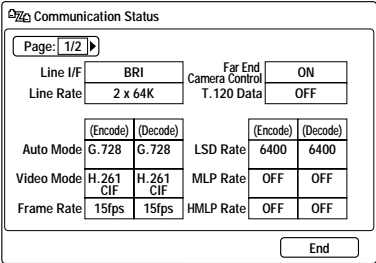 Communication Status
Page: 1/2
Line I/F BRI Far End Camera Control ON
Line Rate 2 x 64K T.120 Data OFF
(Encode) (Decode) (Encode) (Decode)
Auto Mode G.728 G.728 LSD Rate 6400 6400
Video Mode H.261 CIF H.261 CIF MLP Rate OFF OFF
Frame Rate 15fps 15fps HMLP Rate OFF OFF
End